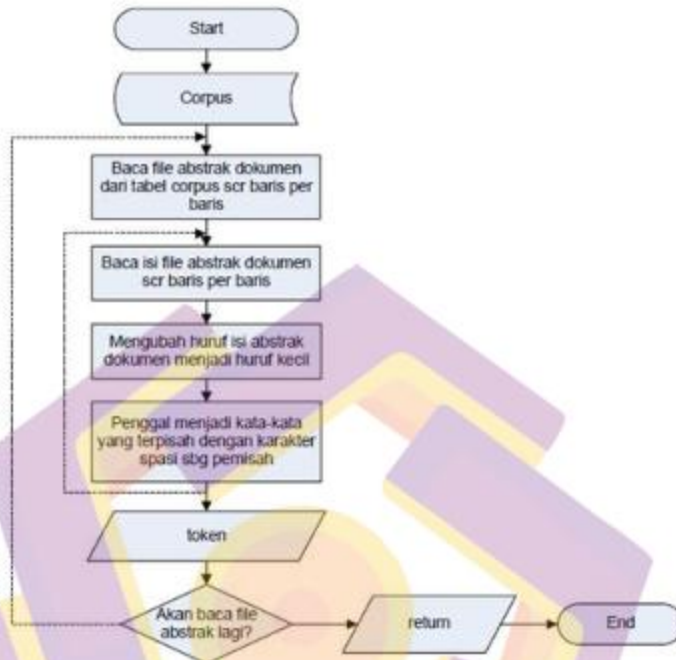 Start
Corpus
Baca file abstrak dokumen
dari tabel corpus scr baris per
baris
Baca isi file abstrak dokumen
scr baris per baris
Mengubah huruf isi abstrak
dokumen menjadi huruf kecil
Penggal menjadi kata-kata
yang terpisah dengan karakter
spasi sbg pemisah
token
Akan baca file
abstrak lagi?
return
End